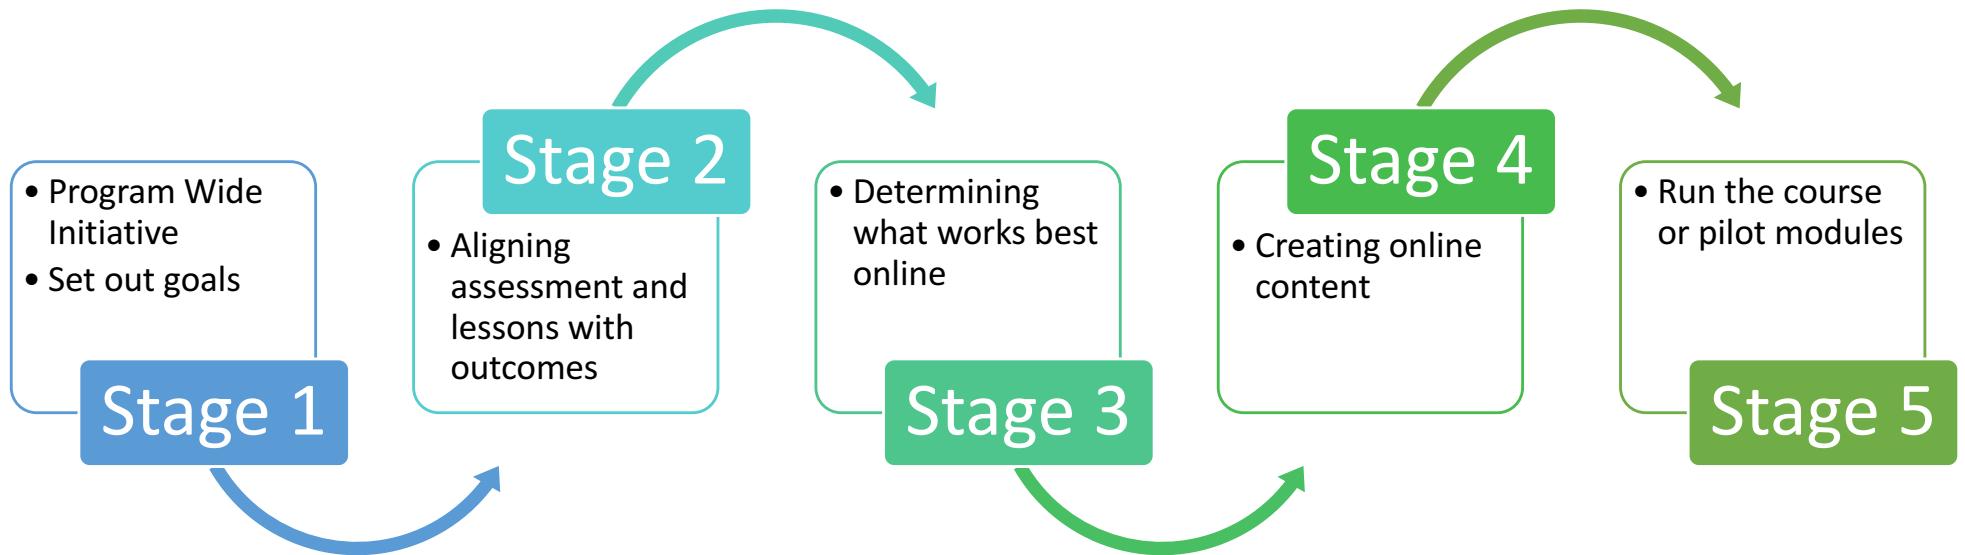 • Program Wide
Initiative
• Set out goals
Stage 1
Stage 2
• Aligning
assessment and
lessons with
outcomes
• Determining
what works best
online
Stage 3
Stage 4
• Creating online
content
• Run the course
or pilot modules
Stage 5